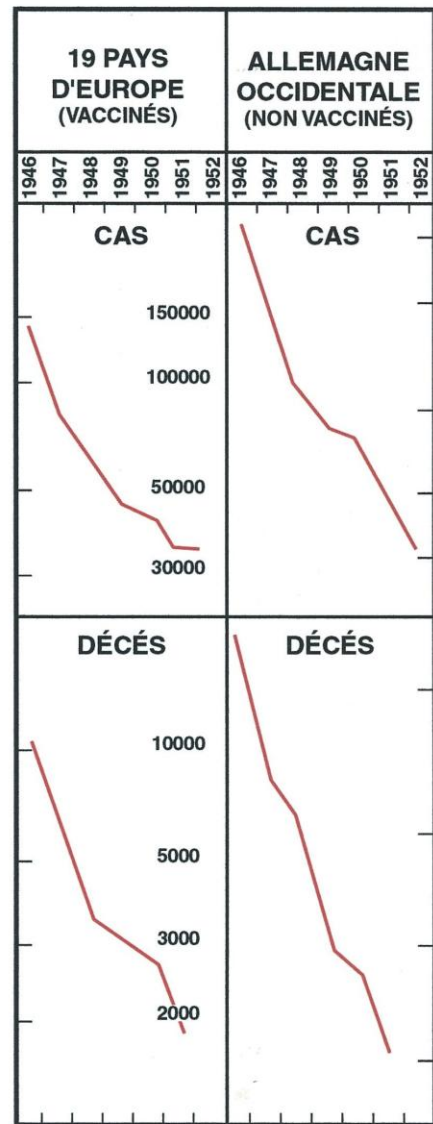 19 PAYS
D'EUROPE
(VACCINÉS)
ALLEMAGNE
OCCIDENTALE
(NON VACCINÉS)
1946
1947
1948
1949
1950
1951
1952
1946
1947
1948
1949
1950
1951
1952
CAS
150000
100000
50000
30000
CAS
DÉCÉS
10000
5000
3000
2000
DÉCÉS